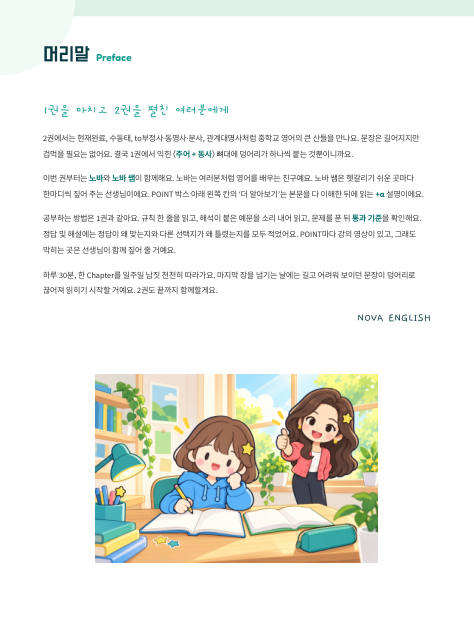 머리말 Preface
1권을 마치고 2권을 펼친 여러분에게
2권에서는 현재완료, 수동태, to부정사·동명사·분사, 관계대명사처럼 중학교 영어의 큰 산들을 만나요. 문장은 길어지지만
겁먹을 필요는 없어요. 결국 1권에서 익힌 (주어 + 동사) 뼈대에 덩어리가 하나씩 붙는 것뿐이니까요.
이번 권부터는 노바와 노바 쌤이 함께해요. 노바는 여러분처럼 영어를 배우는 친구예요. 노바 쌤은 헷갈리기 쉬운 곳마다
한마디씩 짚어 주는 선생님이에요. POINT 박스 아래 왼쪽 칸의 ‘더 알아보기’는 본문을 다 이해한 뒤에 읽는 +α 설명이에요.
공부하는 방법은 1권과 같아요. 규칙 한 줄을 읽고, 해석이 붙은 예문을 소리 내어 읽고, 문제를 푼 뒤 통과 기준을 확인해요.
정답 및 해설에는 정답이 왜 맞는지와 다른 선택지가 왜 틀렸는지를 모두 적었어요. POINT마다 강의 영상이 있고, 그래도
막히는 곳은 선생님이 함께 짚어 줄 거예요.
하루 30분, 한 Chapter를 일주일 남짓 천천히 따라가요. 마지막 장을 넘기는 날에는 길고 어려워 보이던 문장이 덩어리로
끊어져 읽히기 시작할 거예요. 2권도 끝까지 함께할게요.
NOVA ENGLISH